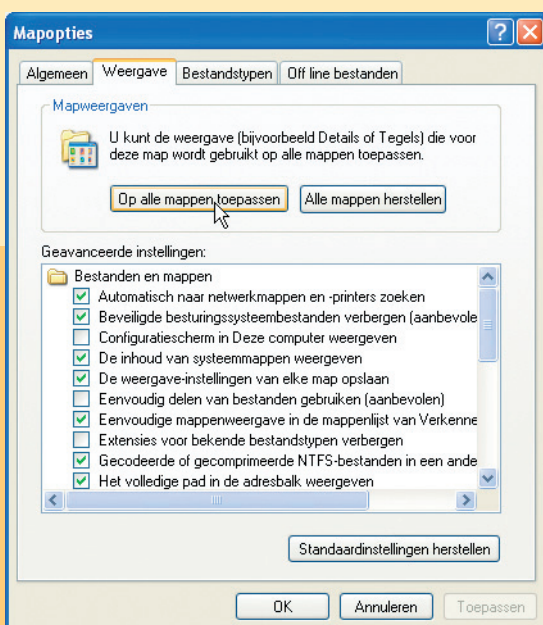 Mapopties
Algemeen Weergave Bestandstypen Off line bestanden
Mapweergaven
U kunt de weergave (bijvoorbeeld Details of Tegels) die voor
deze map wordt gebruikt op alle mappen toepassen.
Op alle mappen toepassen Alle mappen herstellen
Geavanceerde instellingen:
Bestanden en mappen
Automatisch naar netwerkmappen en -printers zoeken
Beveiligde besturingssysteembestanden verbergen (aanbevole
Configuratiescherm in Deze computer weergeven
De inhoud van systeemmappen weergeven
De weergave-instellingen van elke map opslaan
Eenvoudig delen van bestanden gebruiken (aanbevolen)
Eenvoudige mappenweergave in de mappenlijst van Verkenne
Extensies voor bekende bestandstypen verbergen
Gecodeerde of gecomprimeerde NTFS-bestanden in een ande
Het volledige pad in de adresbalk weergeven
Standaardinstellingen herstellen
OK Annuleren Toepassen